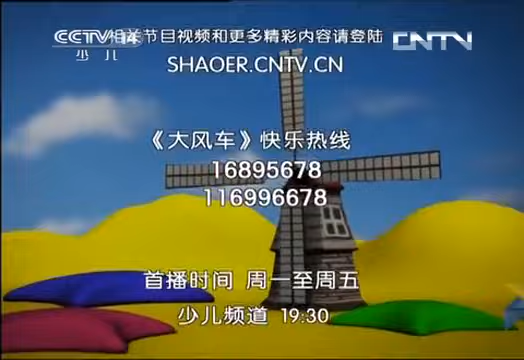 CCTV 14
少儿
相关节目视频和更多精彩内容请登陆
CNTV
SHAOER.CNTV.CN
《大风车》快乐热线
16895678
116996678
首播时间 周一至周五
少儿频道 19:30